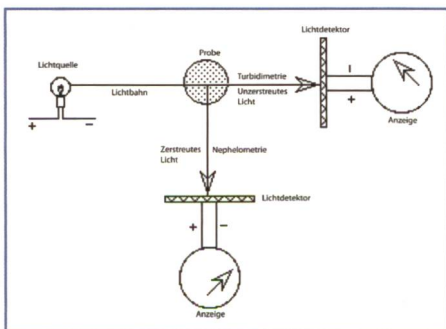 Lichtdetektor
Probe
Lichtquelle
Turbidimetrie
Lichtbahn
Unzerstreutes
Licht
+
Anzeige
+ −
Zerstreutes Nephelometrie
Licht
Lichtdetektor
+ −
Anzeige